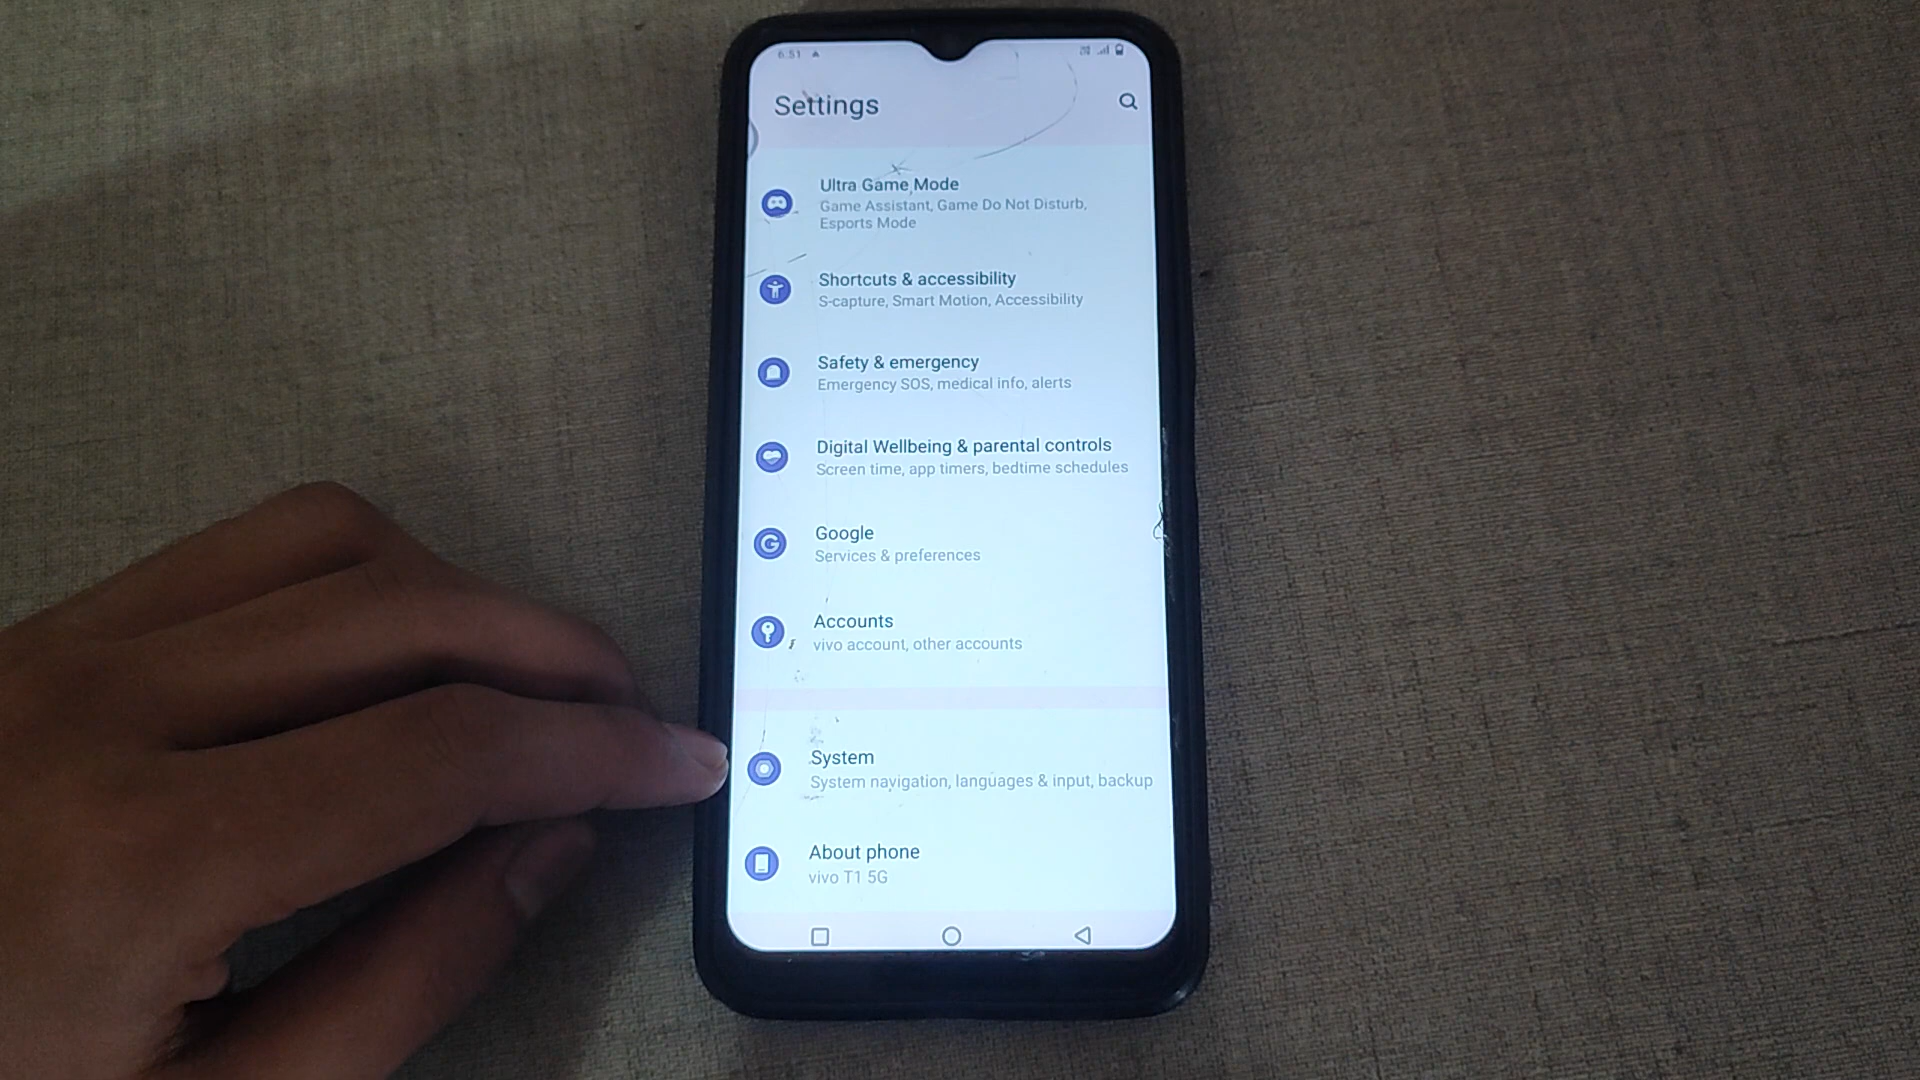 6:51
Settings
Ultra Game Mode
Game Assistant, Game Do Not Disturb,
Esports Mode
Shortcuts & accessibility
S-capture, Smart Motion, Accessibility
Safety & emergency
Emergency SOS, medical info, alerts
Digital Wellbeing & parental controls
Screen time, app timers, bedtime schedules
Google
Services & preferences
Accounts
vivo account, other accounts
System
System navigation, languages & input, backup
About phone
vivo T1 5G